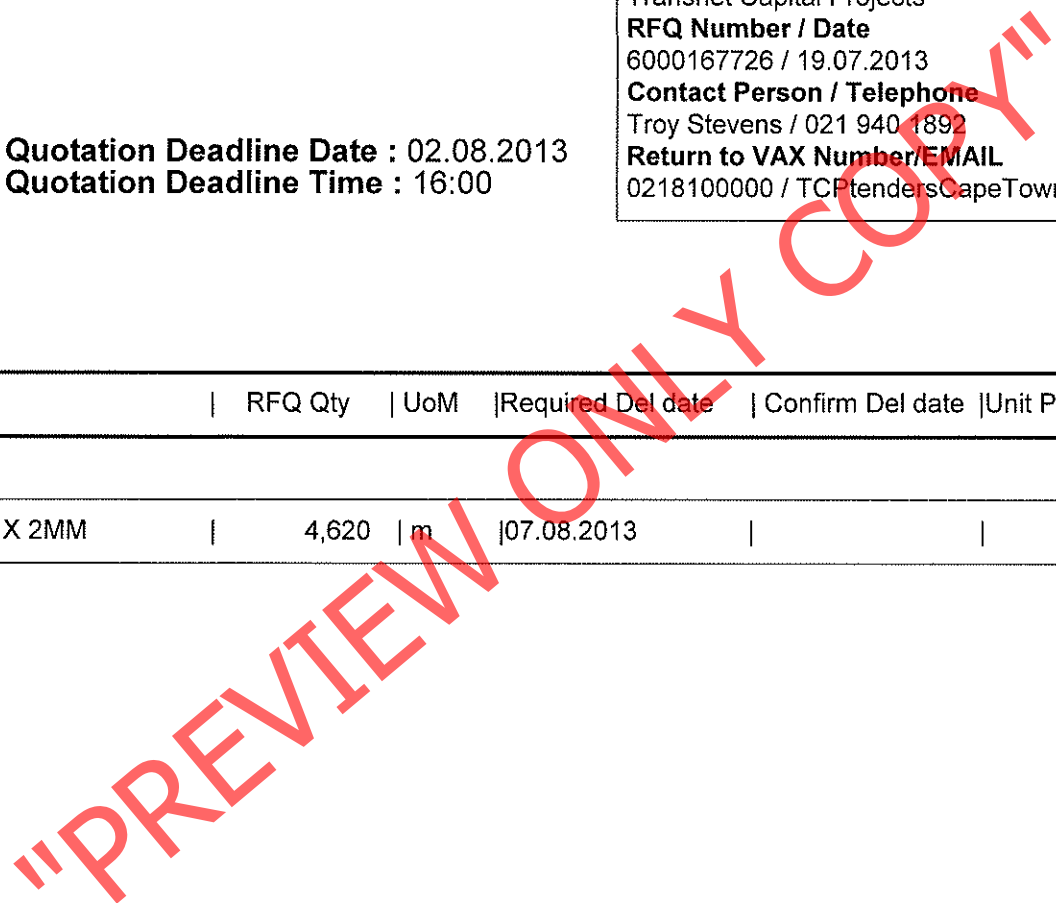 Transnet Capital Projects
RFQ Number / Date
6000167726 / 19.07.2013
Contact Person / Telephone
Troy Stevens / 021 940 1892
Quotation Deadline Date : 02.08.2013
Quotation Deadline Time : 16:00
Return to VAX Number/EMAIL
0218100000 / TCPtendersCapeTown
| RFQ Qty | UoM |Required Del date | Confirm Del date |Unit P
X 2MM | 4,620 | m |07.08.2013 | |
"PREVIEW ONLY COPY"